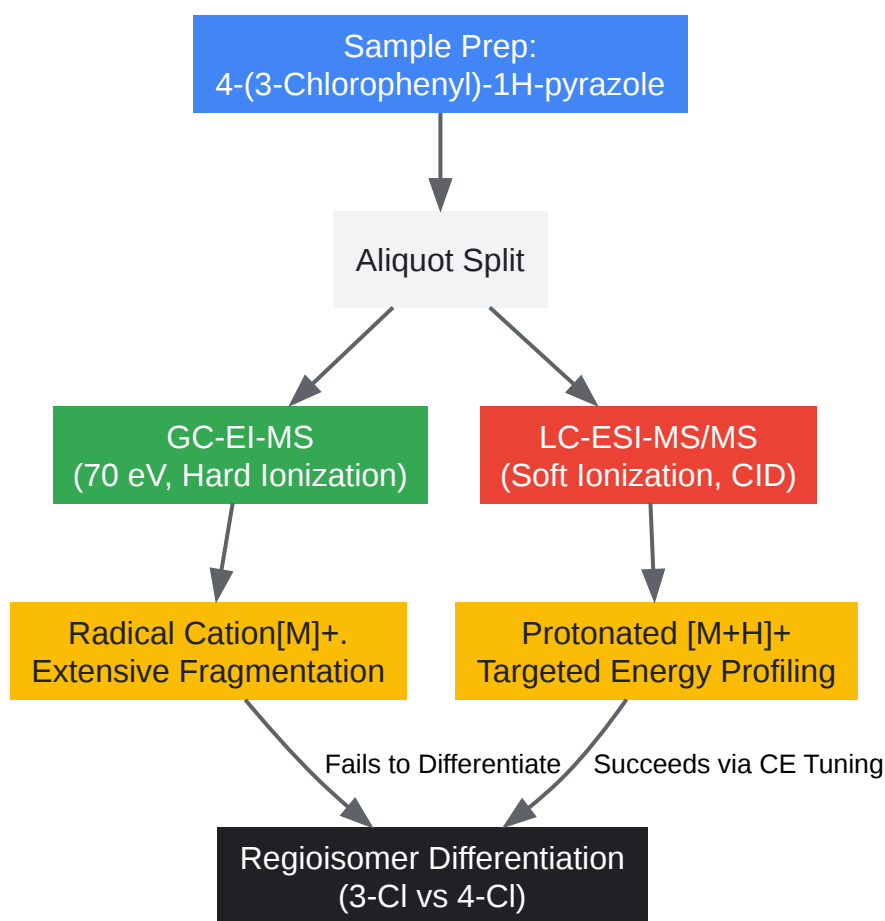 Sample Prep:
4-(3-Chlorophenyl)-1H-pyrazole
Aliquot Split
GC-EI-MS
(70 eV, Hard Ionization)
LC-ESI-MS/MS
(Soft Ionization, CID)
Radical Cation[M]+.
Extensive Fragmentation
Protonated [M+H]+
Targeted Energy Profiling
Fails to Differentiate
Succeeds via CE Tuning
Regioisomer Differentiation
(3-Cl vs 4-Cl)